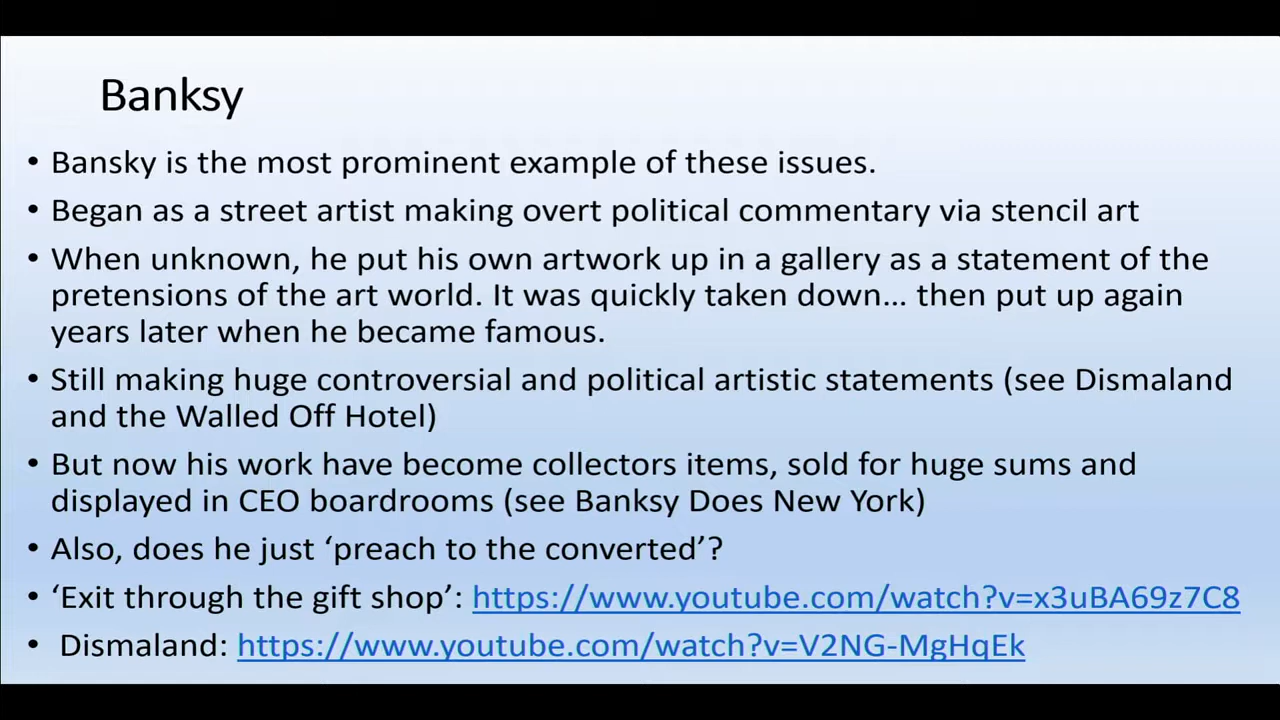 Banksy
• Bansky is the most prominent example of these issues.
• Began as a street artist making overt political commentary via stencil art
• When unknown, he put his own artwork up in a gallery as a statement of the
pretensions of the art world. It was quickly taken down... then put up again
years later when he became famous.
• Still making huge controversial and political artistic statements (see Dismaland
and the Walled Off Hotel)
• But now his work have become collectors items, sold for huge sums and
displayed in CEO boardrooms (see Banksy Does New York)
• Also, does he just ‘preach to the converted’?
• ‘Exit through the gift shop’: https://www.youtube.com/watch?v=x3uBA69z7C8
• Dismaland: https://www.youtube.com/watch?v=V2NG-MgHqEk